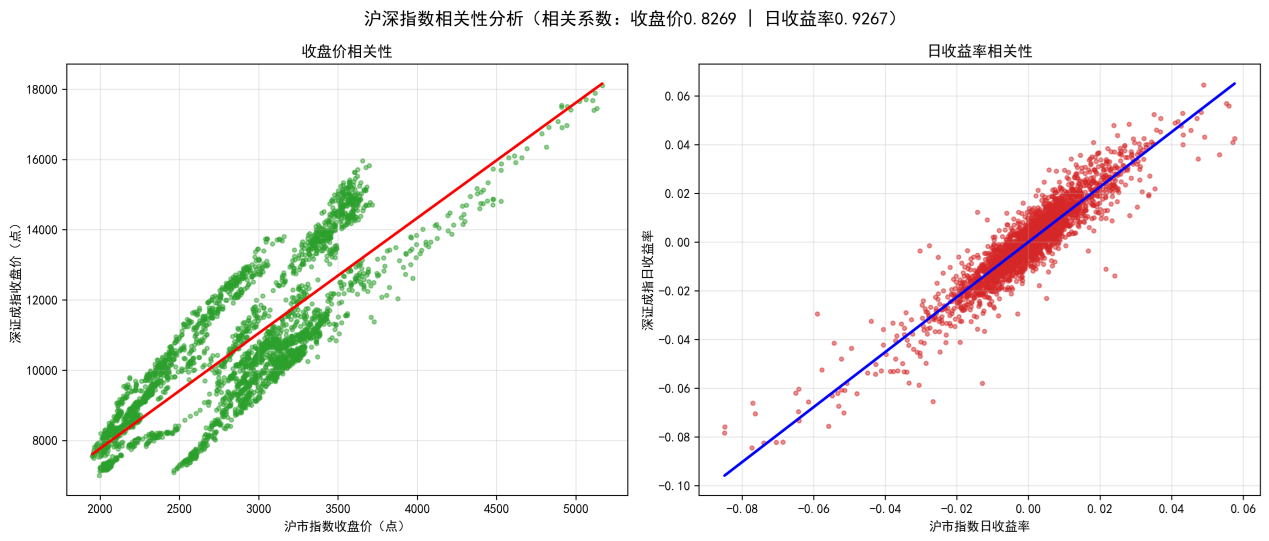 沪深指数相关性分析（相关系数：收盘价0.8269 | 日收益率0.9267）
收盘价相关性
18000
16000
14000
12000
10000
8000
深证成指收盘价（点）
2000 2500 3000 3500 4000 4500 5000
沪市指数收盘价（点）
日收益率相关性
0.06
0.04
0.02
0.00
−0.02
−0.04
−0.06
−0.08
−0.10
深证成指日收益率
−0.08 −0.06 −0.04 −0.02 0.00 0.02 0.04 0.06
沪市指数日收益率